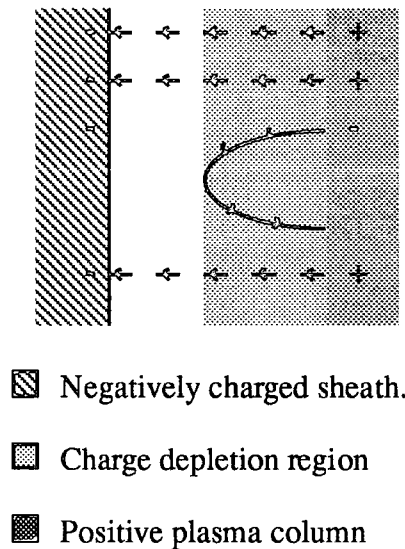 Negatively charged sheath.
Charge depletion region
Positive plasma column